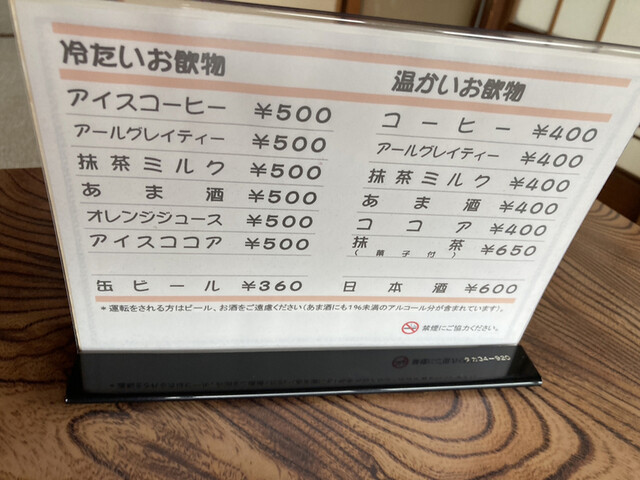 冷たいお飲物
アイスコーヒー ￥500
アールグレイティー ￥500
抹茶ミルク ￥500
あま酒 ￥500
オレンジジュース ￥500
アイスココア ￥500
缶ビール ￥360
温かいお飲物
コーヒー ￥400
アールグレイティー ￥400
抹茶ミルク ￥400
あま酒 ￥400
ココア ￥400
抹茶 ￥650
(菓子付)
日本酒 ￥600
*運転をされる方はビール、お酒をご遠慮ください(あま酒にも1%未満のアルコール分が含まれています)。
禁煙にご協力ください。